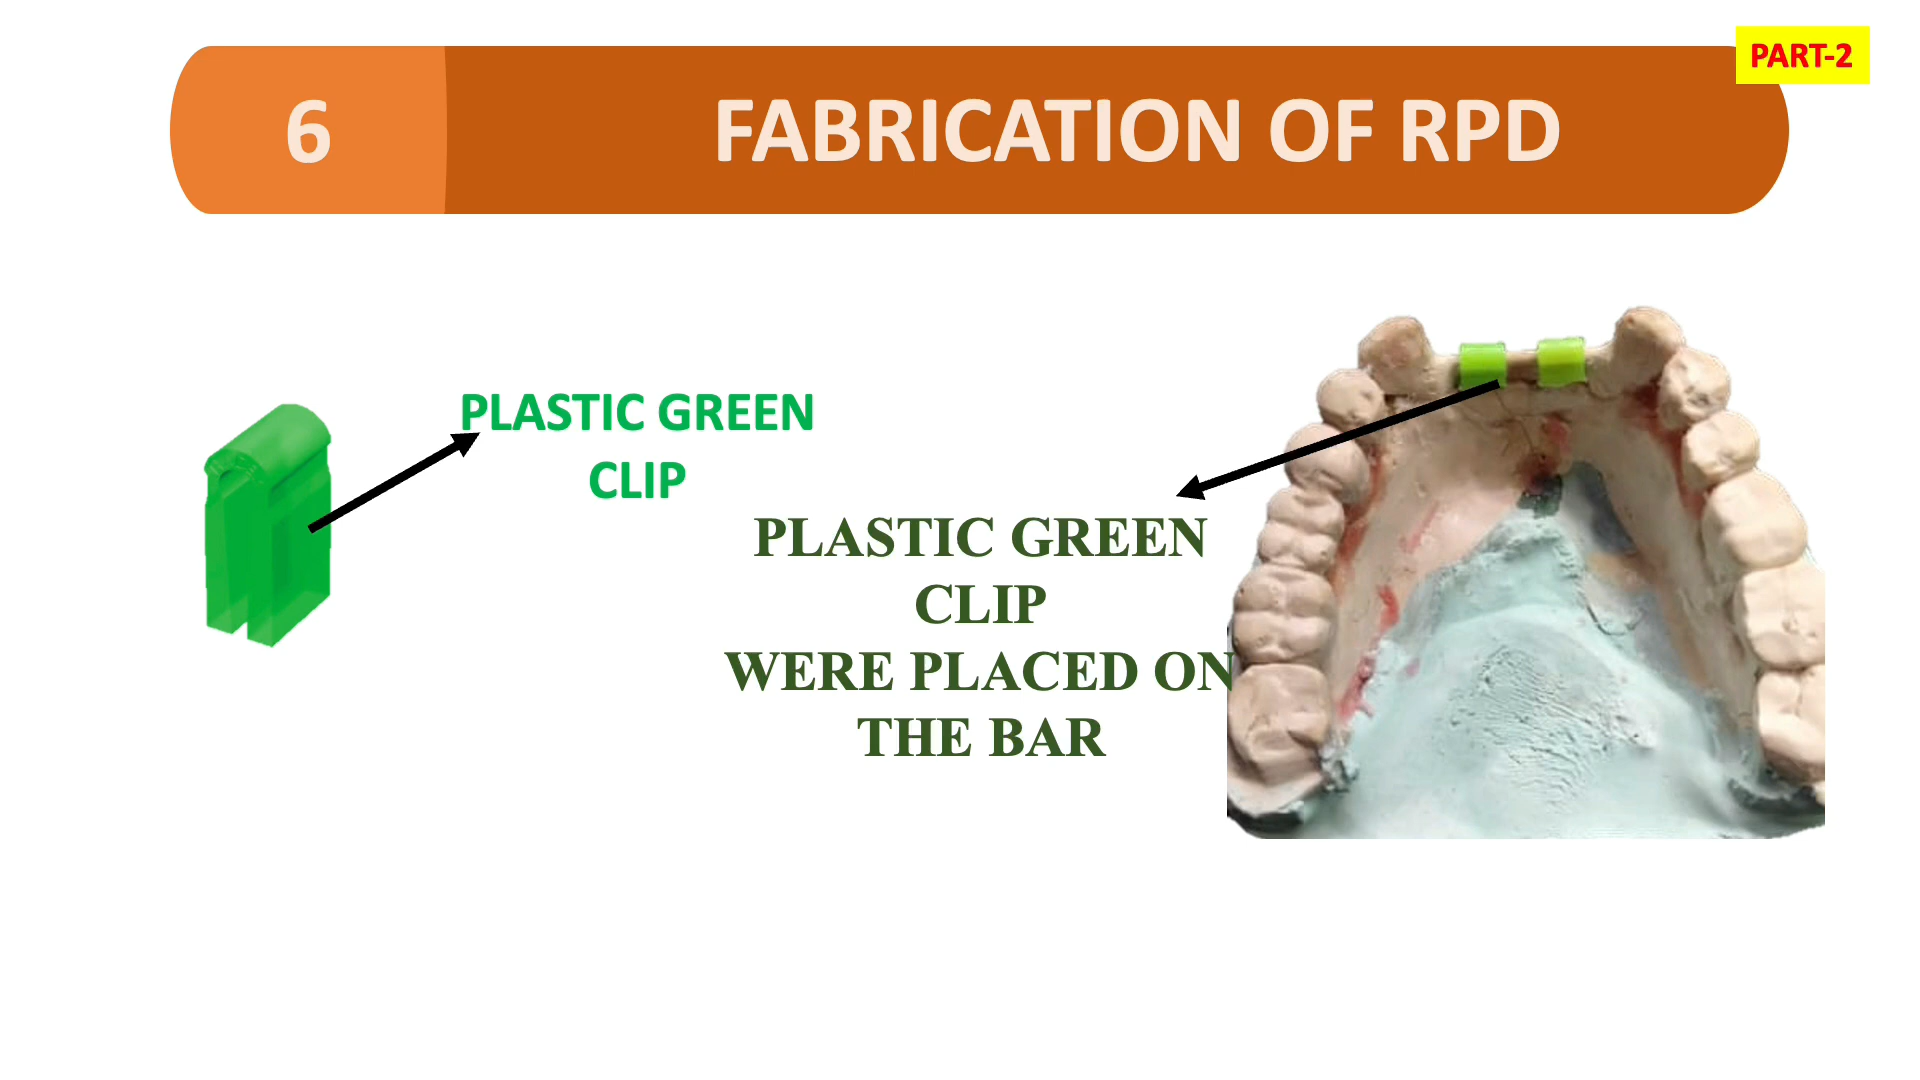 PART-2
6
FABRICATION OF RPD
PLASTIC GREEN
CLIP
PLASTIC GREEN
CLIP
WERE PLACED ON
THE BAR